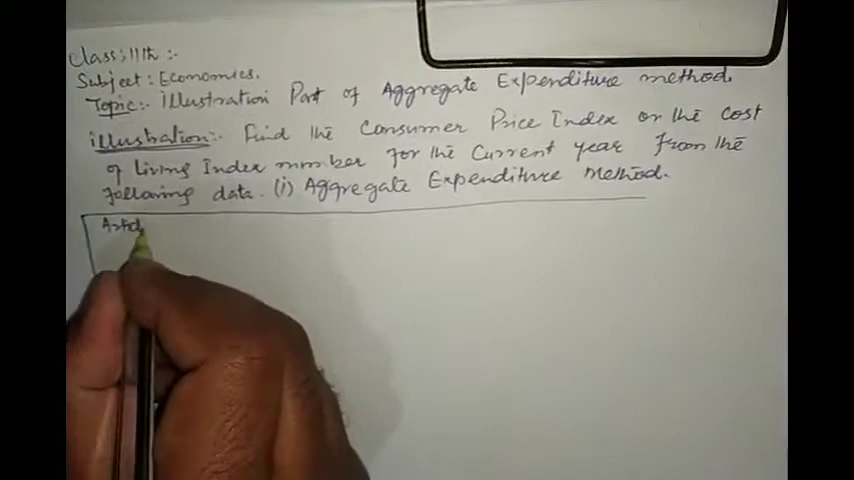 Class: 11th :-
Subject: Economics.
Topic:- Illustration Part of Aggregate Expenditure method.
illustration:- Find the Consumer Price Index or the cost
of Living Index number for the Current year from the
following data. (i) Aggregate Expenditure Method.